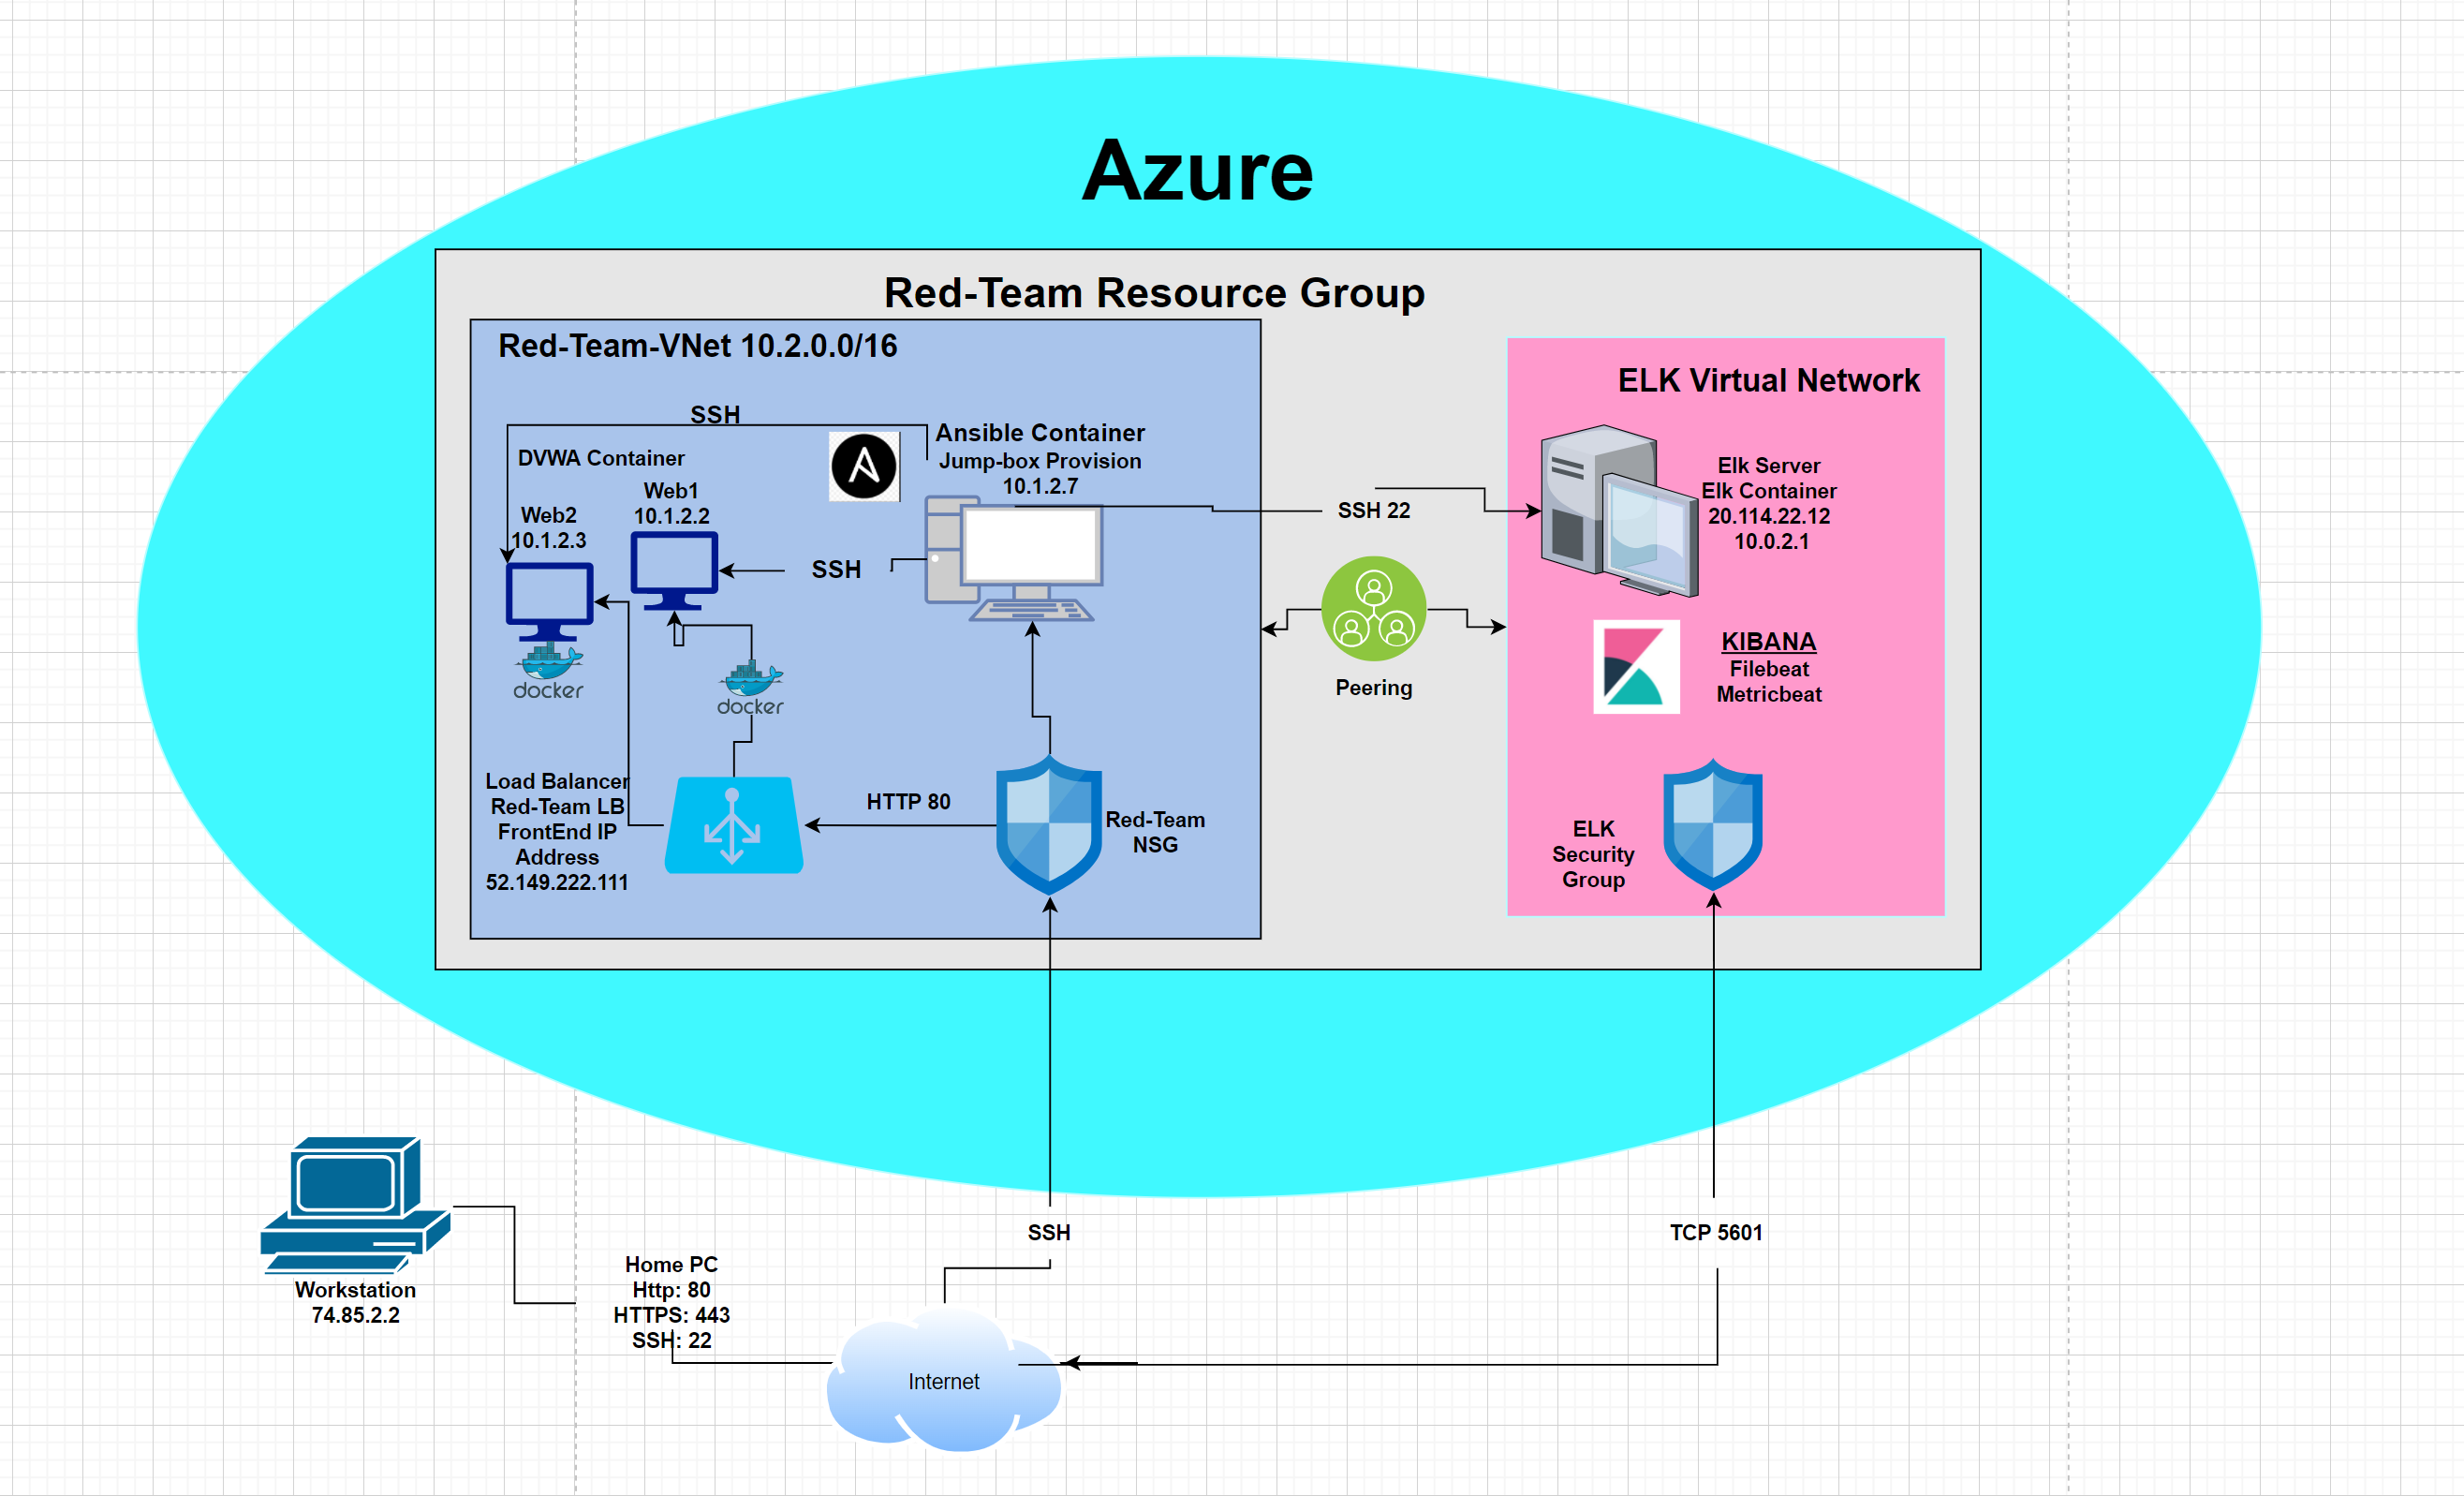 Azure
Red-Team Resource Group
Red-Team-VNet 10.2.0.0/16
SSH
DVWA Container
Web1
10.1.2.2
Web2
10.1.2.3
SSH
Ansible Container
Jump-box Provision
10.1.2.7
docker
docker
Load Balancer
Red-Team LB
FrontEnd IP
Address
52.149.222.111
HTTP 80
Red-Team
NSG
SSH 22
Peering
ELK Virtual Network
Elk Server
Elk Container
20.114.22.12
10.0.2.1
KIBANA
Filebeat
Metricbeat
ELK
Security
Group
Workstation
74.85.2.2
Home PC
Http: 80
HTTPS: 443
SSH: 22
SSH
Internet
TCP 5601